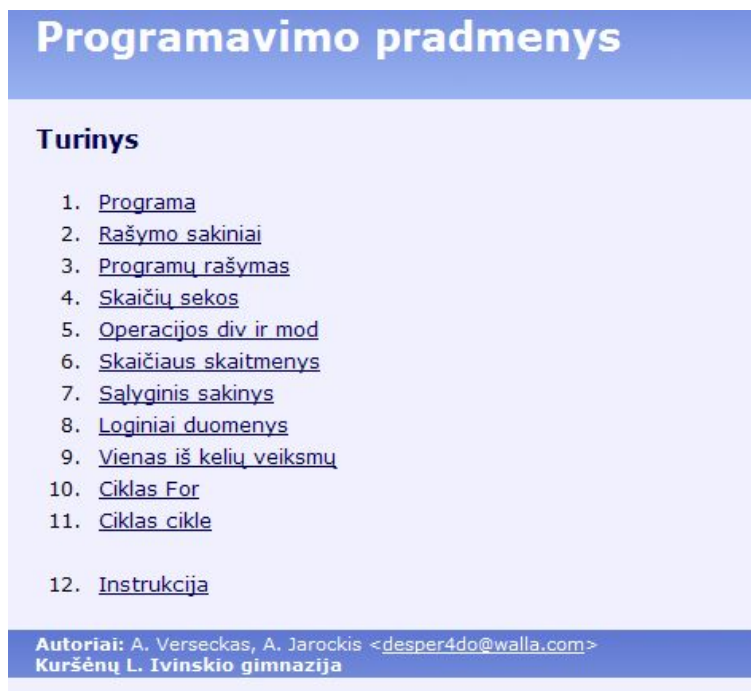 Programavimo pradmenys
Turinys
1. Programa
2. Rašymo sakiniai
3. Programų rašymas
4. Skaičių sekos
5. Operacijos div ir mod
6. Skaičiaus skaitmenys
7. Sąlyginis sakinys
8. Loginiai duomenys
9. Vienas iš kelių veiksmų
10. Ciklas For
11. Ciklas cikle
12. Instrukcija
Autoriai: A. Verseckas, A. Jarockis <desper4do@walla.com>
Kuršėnų L. Ivinskio gimnazija